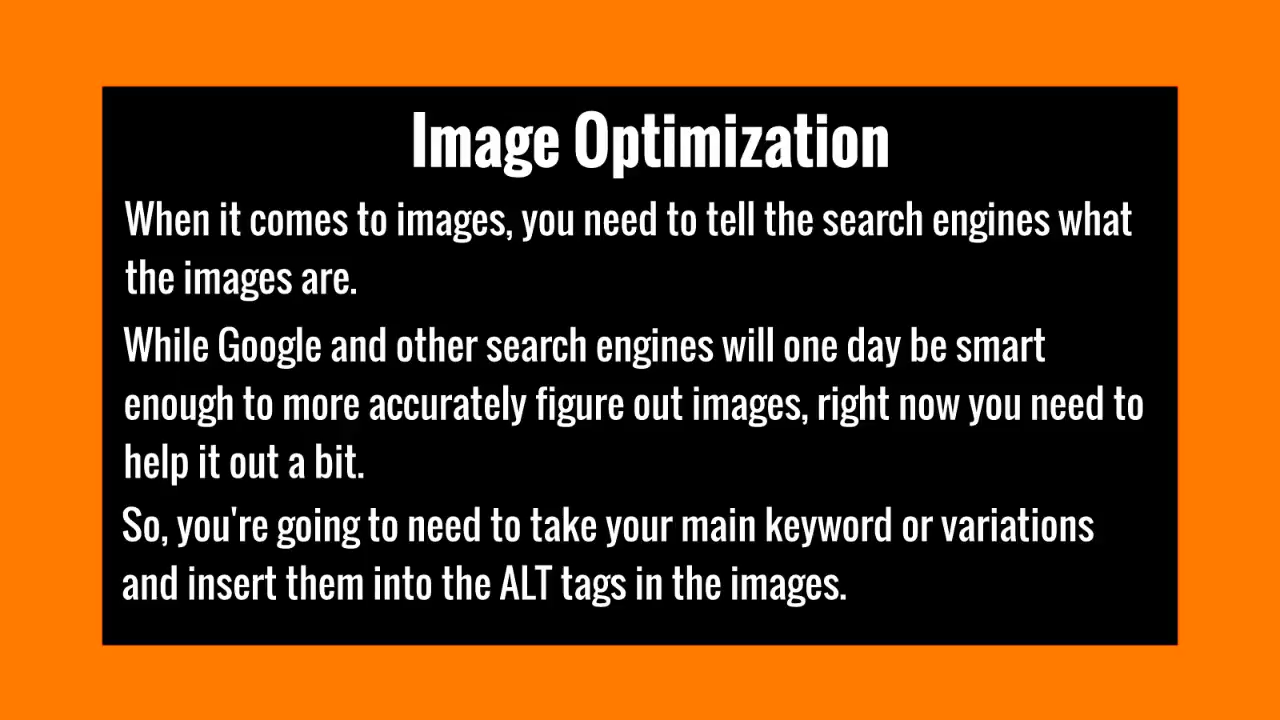 Image Optimization
When it comes to images, you need to tell the search engines what
the images are.
While Google and other search engines will one day be smart
enough to more accurately figure out images, right now you need to
help it out a bit.
So, you're going to need to take your main keyword or variations
and insert them into the ALT tags in the images.